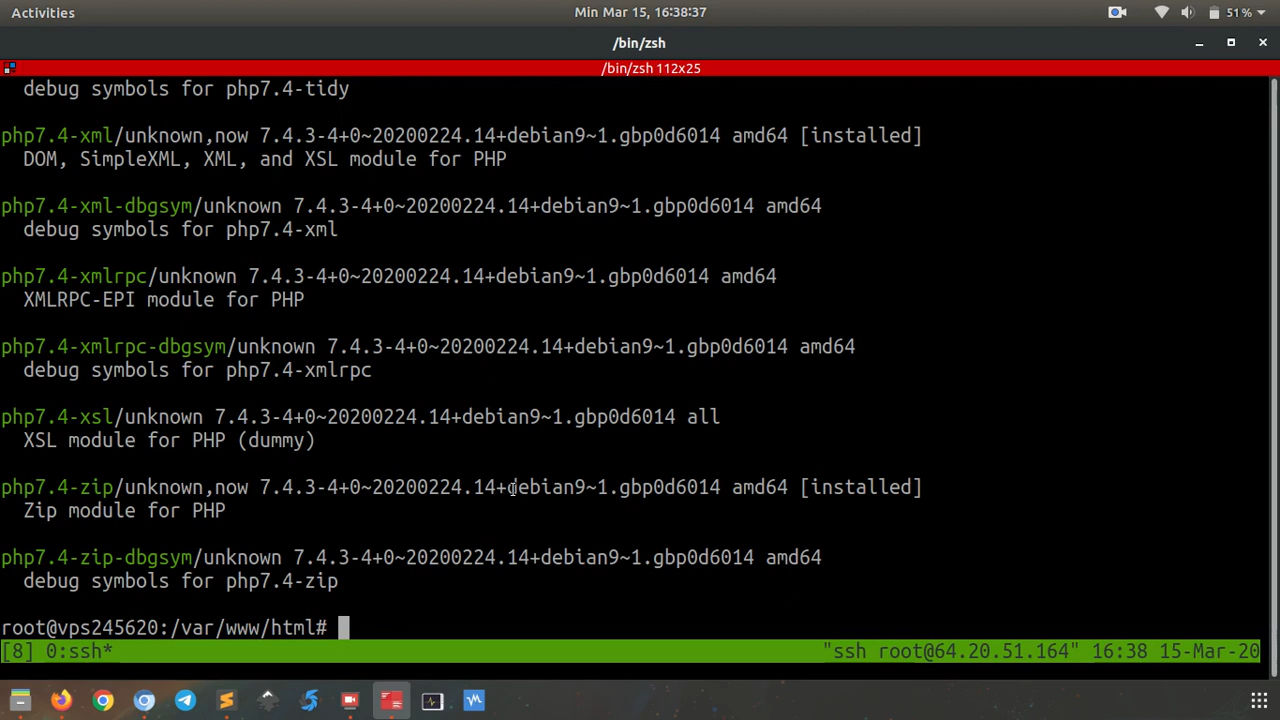 Activities
Min Mar 15, 16:38:37
51%
/bin/zsh
/bin/zsh 112x25
debug symbols for php7.4-tidy
php7.4-xml/unknown,now 7.4.3-4+0~20200224.14+debian9~1.gbp0d6014 amd64 [installed]
DOM, SimpleXML, XML, and XSL module for PHP
php7.4-xml-dbgsym/unknown 7.4.3-4+0~20200224.14+debian9~1.gbp0d6014 amd64
debug symbols for php7.4-xml
php7.4-xmlrpc/unknown 7.4.3-4+0~20200224.14+debian9~1.gbp0d6014 amd64
XMLRPC-EPI module for PHP
php7.4-xmlrpc-dbgsym/unknown 7.4.3-4+0~20200224.14+debian9~1.gbp0d6014 amd64
debug symbols for php7.4-xmlrpc
php7.4-xsl/unknown 7.4.3-4+0~20200224.14+debian9~1.gbp0d6014 all
XSL module for PHP (dummy)
php7.4-zip/unknown,now 7.4.3-4+0~20200224.14+debian9~1.gbp0d6014 amd64 [installed]
Zip module for PHP
php7.4-zip-dbgsym/unknown 7.4.3-4+0~20200224.14+debian9~1.gbp0d6014 amd64
debug symbols for php7.4-zip
root@vps245620:/var/www/html#
[8] 0:ssh* "ssh root@64.20.51.164" 16:38 15-Mar-20